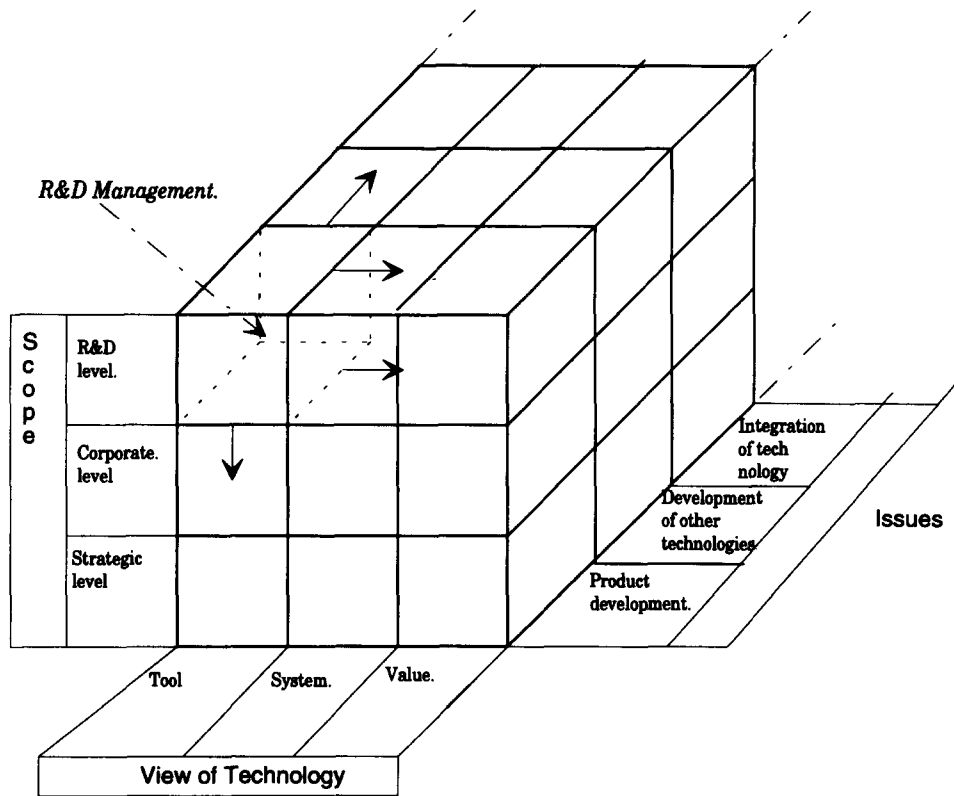 R&D Management.
Scope
R&D
level.
Corporate.
level
Strategic
level
Integration
of tech
nology
Development
of other
technologies
Product
development.
Issues
Tool
System.
Value.
View of Technology